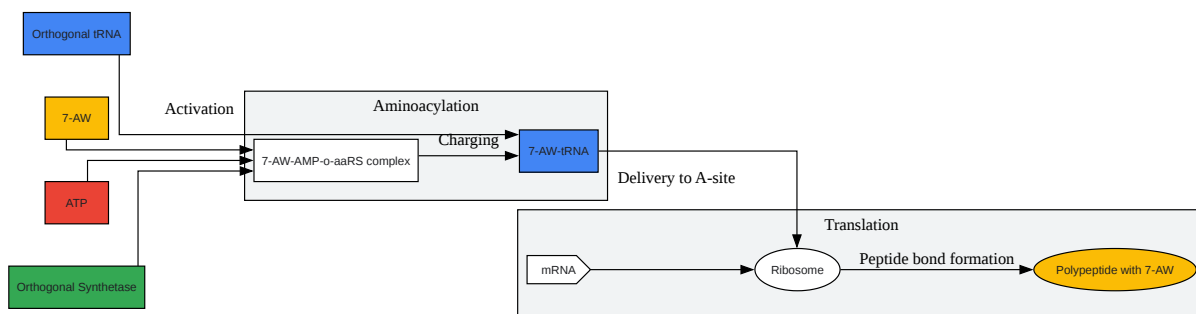 Orthogonal tRNA
7-AW
ATP
Orthogonal Synthetase
Activation
Aminoacylation
7-AW-AMP-o-aaRS complex
Charging
7-AW-tRNA
Delivery to A-site
Translation
mRNA
Ribosome
Peptide bond formation
Polypeptide with 7-AW